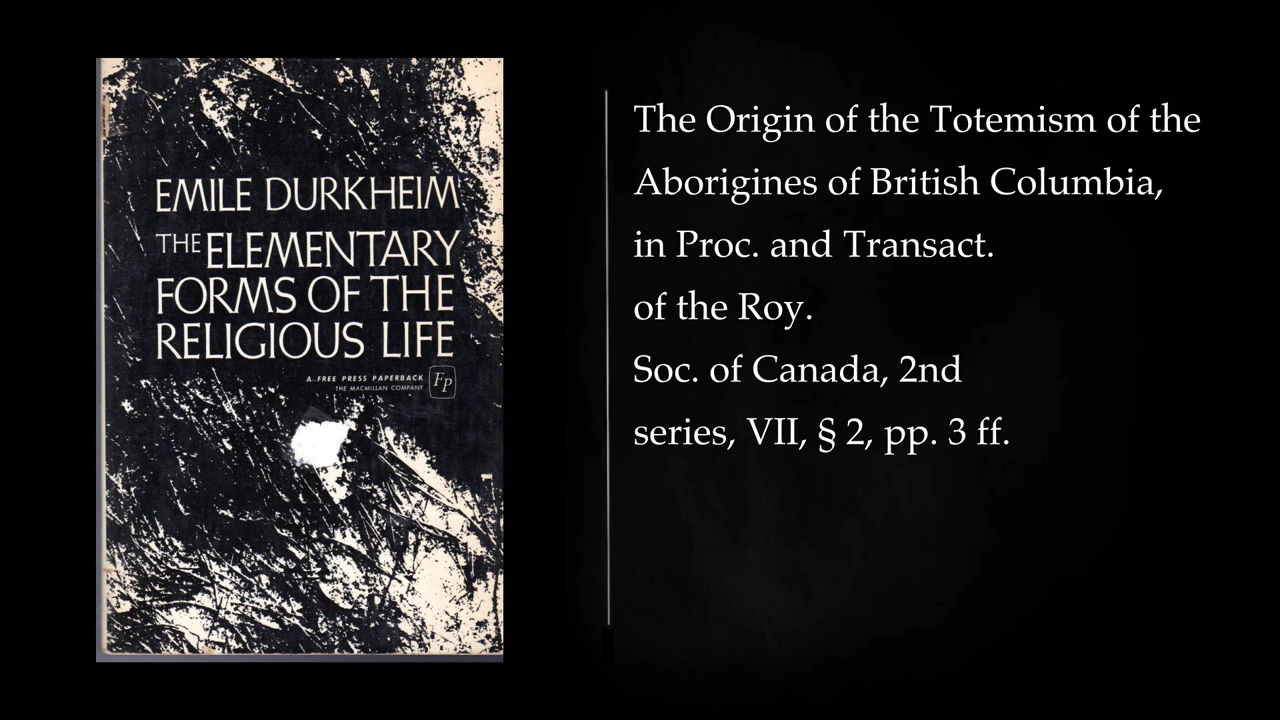 EMILE DURKHEIM
THE ELEMENTARY
FORMS OF THE
RELIGIOUS LIFE
A FREE PRESS PAPERBACK
THE MACMILLAN COMPANY
FP
The Origin of the Totemism of the
Aborigines of British Columbia,
in Proc. and Transact.
of the Roy.
Soc. of Canada, 2nd
series, VII, § 2, pp. 3 ff.